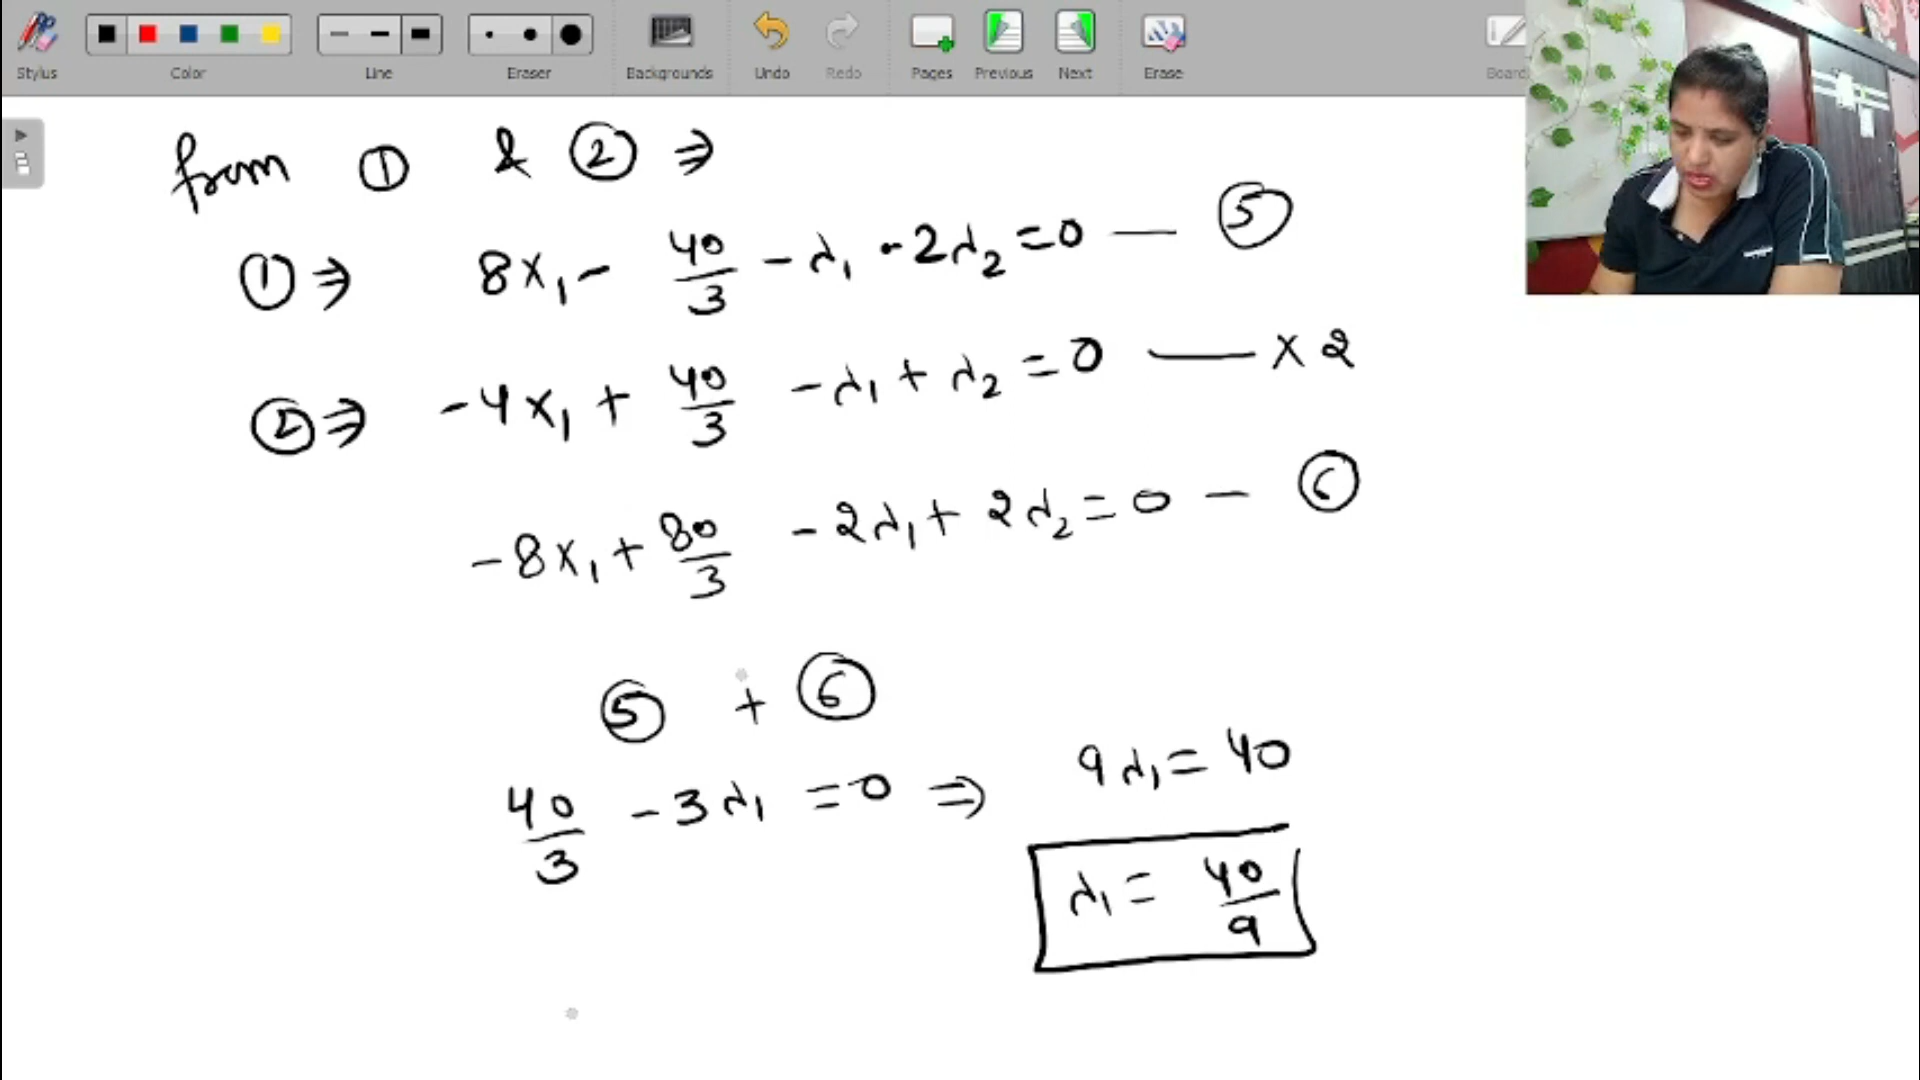 Stylus Color Line Eraser Backgrounds Undo Redo Pages Previous Next Erase Board
from ① & ② ⇒
① ⇒ 8x₁ - 40/3 - λ₁ - 2λ₂ = 0 — ⑤
② ⇒ -4x₁ + 40/3 - λ₁ + λ₂ = 0 — × 2
-8x₁ + 80/3 - 2λ₁ + 2λ₂ = 0 — ⑥
⑤ + ⑥
40/3 - 3λ₁ = 0 ⇒ 9λ₁ = 40
λ₁ = 40/9